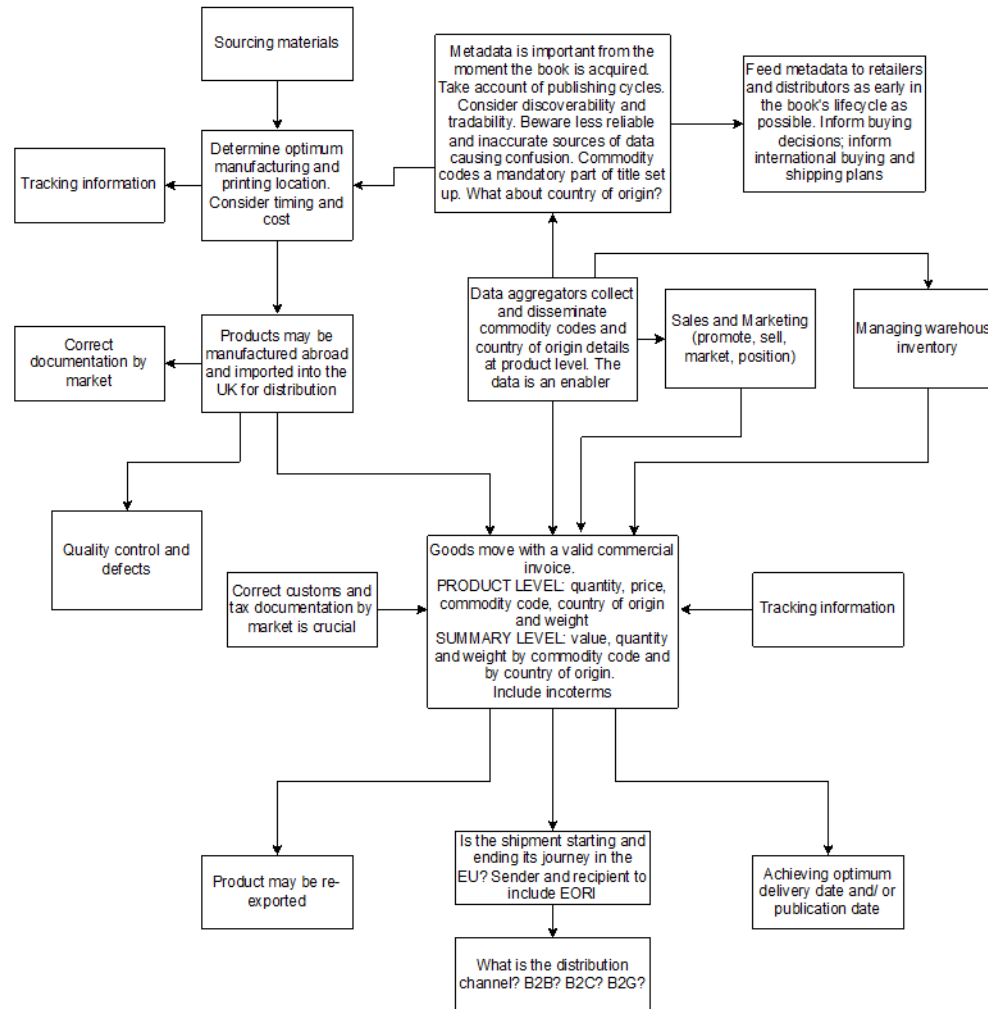 Sourcing materials
Metadata is important from the
moment the book is acquired.
Take account of publishing cycles.
Consider discoverability and
tradability. Beware less reliable
and inaccurate sources of data
causing confusion. Commodity
codes a mandatory part of title set
up. What about country of origin?
Feed metadata to retailers
and distributors as early in
the book's lifecycle as
possible. Inform buying
decisions; inform
international buying and
shipping plans
Tracking information
Determine optimum
manufacturing and
printing location.
Consider timing and
cost
Correct
documentation by
market
Products may be
manufactured abroad
and imported into the
UK for distribution
Data aggregators collect
and disseminate
commodity codes and
country of origin details
at product level. The
data is an enabler
Sales and Marketing
(promote, sell,
market, position)
Managing warehous
inventory
Quality control and
defects
Correct customs and
tax documentation by
market is crucial
Goods move with a valid commercial
invoice.
PRODUCT LEVEL: quantity, price,
commodity code, country of origin
and weight
SUMMARY LEVEL: value, quantity
and weight by commodity code and
by country of origin.
Include incoterms
Tracking information
Product may be re-
exported
Is the shipment starting and
ending its journey in the
EU? Sender and recipient to
include EORI
Achieving optimum
delivery date and/ or
publication date
What is the distribution
channel? B2B? B2C? B2G?